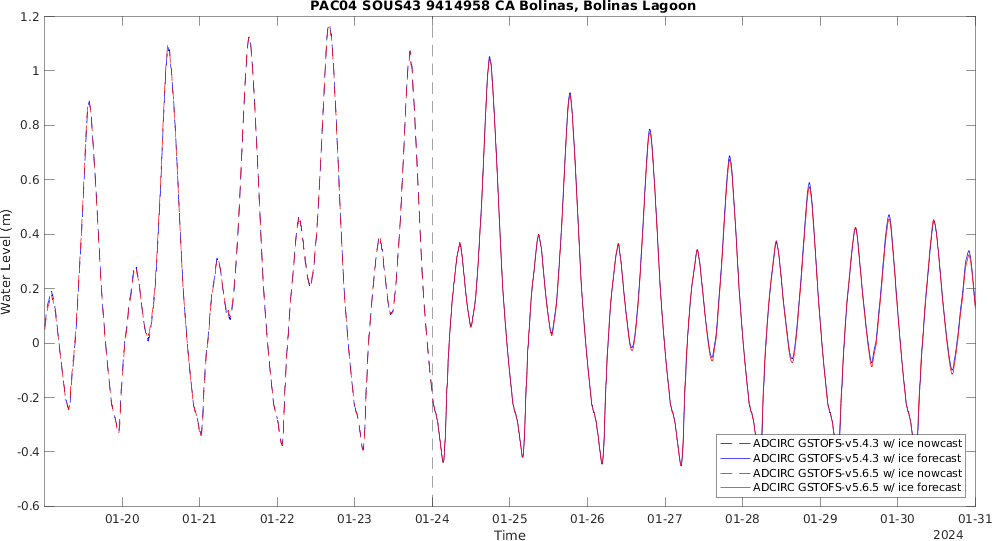 PAC04 SOUS43 9414958 CA Bolinas, Bolinas Lagoon
1.2
1
0.8
0.6
0.4
0.2
0
-0.2
-0.4
-0.6
Water Level (m)
ADCIRC GSTOFS-v5.4.3 w/ ice nowcast
ADCIRC GSTOFS-v5.4.3 w/ ice forecast
ADCIRC GSTOFS-v5.6.5 w/ ice nowcast
ADCIRC GSTOFS-v5.6.5 w/ ice forecast
01-20 01-21 01-22 01-23 01-24 01-25 01-26 01-27 01-28 01-29 01-30 01-31
Time
2024